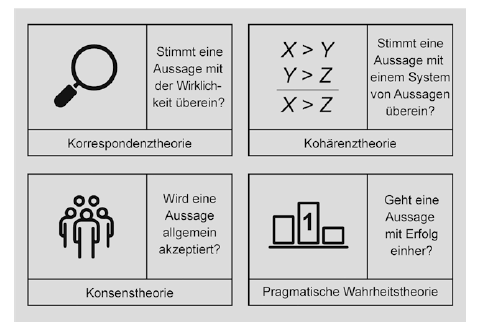 Stimmt eine
Aussage mit
der Wirklich-
keit überein?
Korrespondenztheorie
X > Y
Y > Z
X > Z
Stimmt eine
Aussage mit
einem System
von Aussagen
überein?
Kohärenztheorie
Wird eine
Aussage
allgemein
akzeptiert?
Konsenstheorie
1
Geht eine
Aussage
mit Erfolg
einher?
Pragmatische Wahrheitstheorie